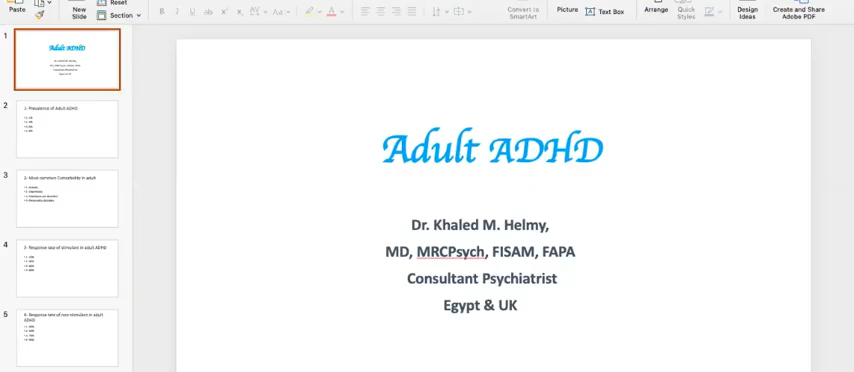 Paste
New
Slide
Reset
Section
Convert to
SmartArt
Picture
Text Box
Arrange
Quick
Styles
Design
Ideas
Create and Share
Adobe PDF
1
Adult ADHD
2
1- Prevalence of Adult ADHD
3
2- Most common Comorbidity in adult
4
3- Response rate of stimulant in adult ADHD
5
4- Response rate of non-stimulant in adult
ADHD
Adult ADHD
Dr. Khaled M. Helmy,
MD, MRCPsych, FISAM, FAPA
Consultant Psychiatrist
Egypt & UK